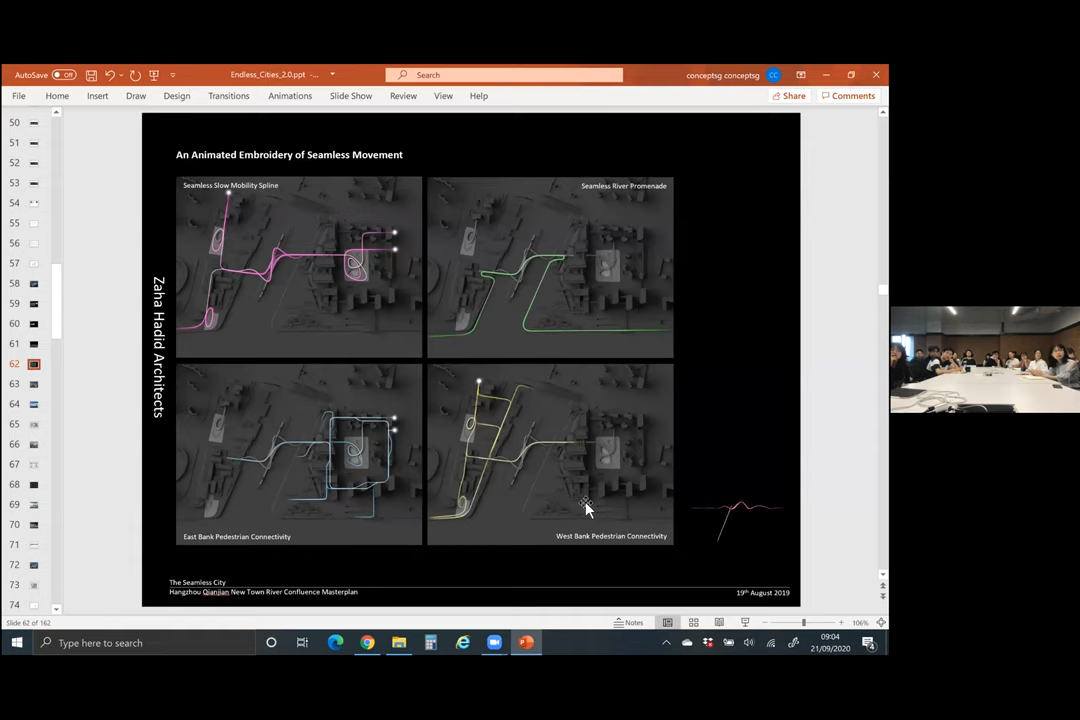 AutoSave Off Endless_Cities_2.0.ppt -... Search conceptsg conceptsg CC
File Home Insert Draw Design Transitions Animations Slide Show Review View Help Share Comments
50
51
52
53
54
55
56
57
58
59
60
61
62
63
64
65
66
67
68
69
70
71
72
73
74
An Animated Embroidery of Seamless Movement
Zaha Hadid Architects
Seamless Slow Mobility Spline
Seamless River Promenade
East Bank Pedestrian Connectivity
West Bank Pedestrian Connectivity
The Seamless City
Hangzhou Qianjian New Town River Confluence Masterplan
19th August 2019
Slide 62 of 162 Notes 106%
Type here to search
09:04
21/09/2020
4